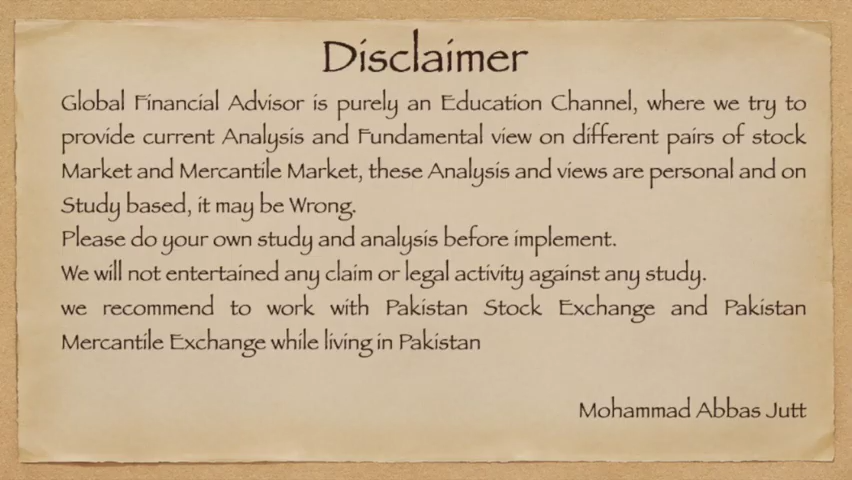 Disclaimer
Global Financial Advisor is purely an Education Channel, where we try to
provide current Analysis and Fundamental view on different pairs of stock
Market and Mercantile Market, these Analysis and views are personal and on
Study based, it may be Wrong.
Please do your own study and analysis before implement.
We will not entertained any claim or legal activity against any study.
we recommend to work with Pakistan Stock Exchange and Pakistan
Mercantile Exchange while living in Pakistan
Mohammad Abbas Jutt